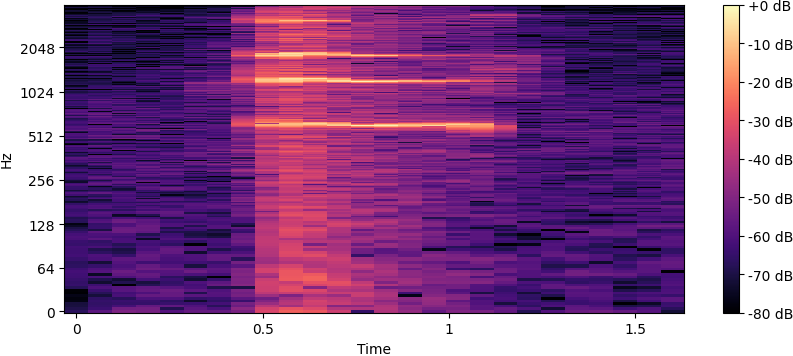 +0 dB
2048
-10 dB
1024
-20 dB
512
-30 dB
Hz
256
-40 dB
128
-50 dB
64
-60 dB
0
-70 dB
-80 dB
0
0.5
1
1.5
Time